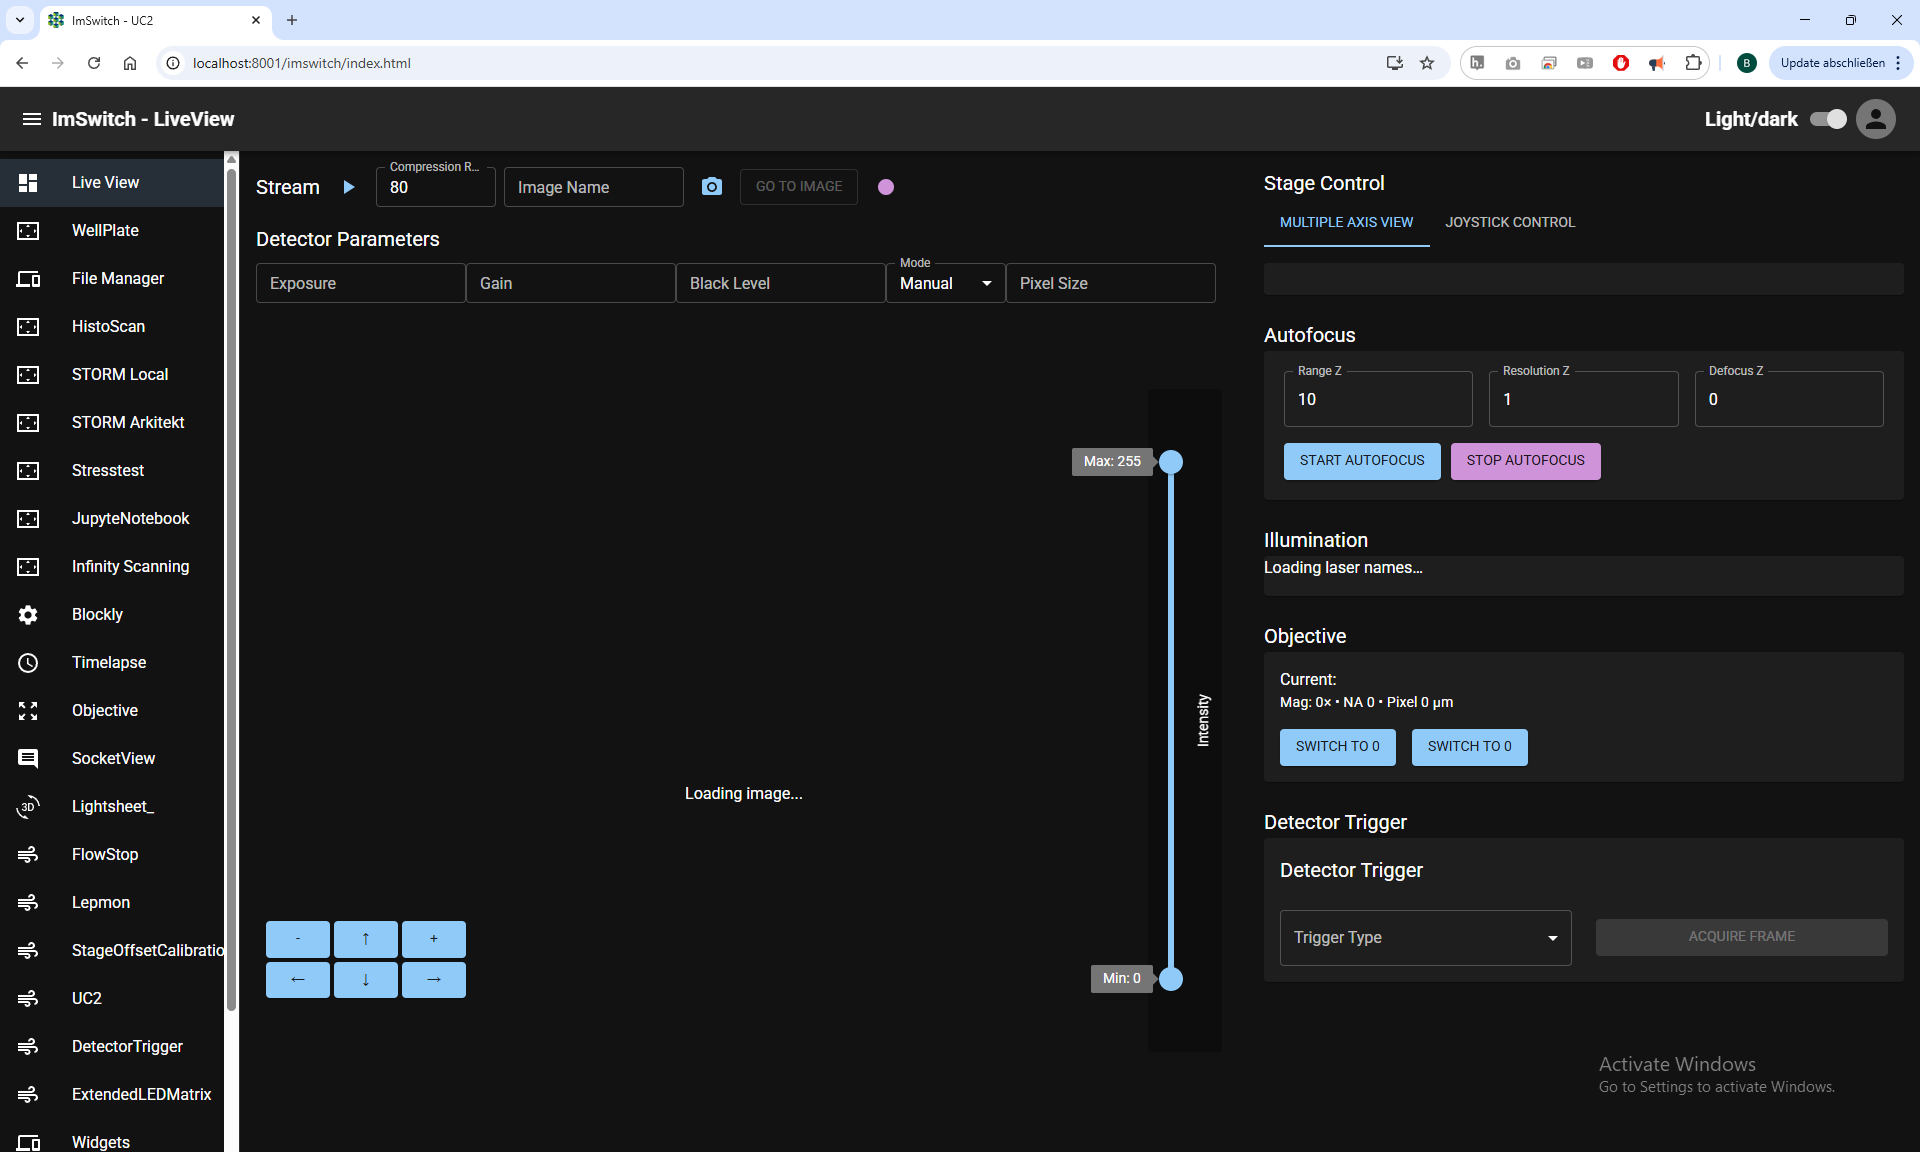 ImSwitch - UC2
localhost:8001/imswitch/index.html
B
Update abschließen
ImSwitch - LiveView
Light/dark
Live View
WellPlate
File Manager
HistoScan
STORM Local
STORM Arkitekt
Stresstest
JupyteNotebook
Infinity Scanning
Blockly
Timelapse
Objective
SocketView
3D
Lightsheet_
FlowStop
Lepmon
StageOffsetCalibratio
UC2
DetectorTrigger
ExtendedLEDMatrix
Widgets
Stream
Compression R...
80
Image Name
GO TO IMAGE
Detector Parameters
Exposure
Gain
Black Level
Mode
Manual
Pixel Size
Max: 255
Intensity
Loading image...
Min: 0
- ↑ +
← ↓ →
Stage Control
MULTIPLE AXIS VIEW
JOYSTICK CONTROL
Autofocus
Range Z
10
Resolution Z
1
Defocus Z
0
START AUTOFOCUS
STOP AUTOFOCUS
Illumination
Loading laser names...
Objective
Current:
Mag: 0× • NA 0 • Pixel 0 µm
SWITCH TO 0
SWITCH TO 0
Detector Trigger
Detector Trigger
Trigger Type
ACQUIRE FRAME
Activate Windows
Go to Settings to activate Windows.